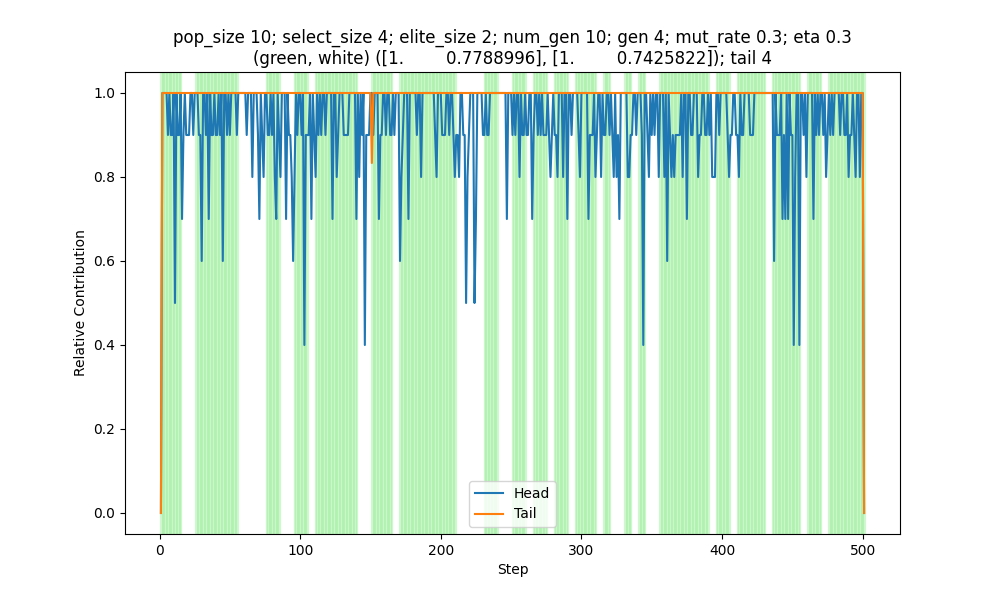 pop_size 10; select_size 4; elite_size 2; num_gen 10; gen 4; mut_rate 0.3; eta 0.3
(green, white) ([1. 0.7788996], [1. 0.7425822]); tail 4
1.0
0.8
0.6
0.4
0.2
0.0
Relative Contribution
Head
Tail
0 100 200 300 400 500
Step